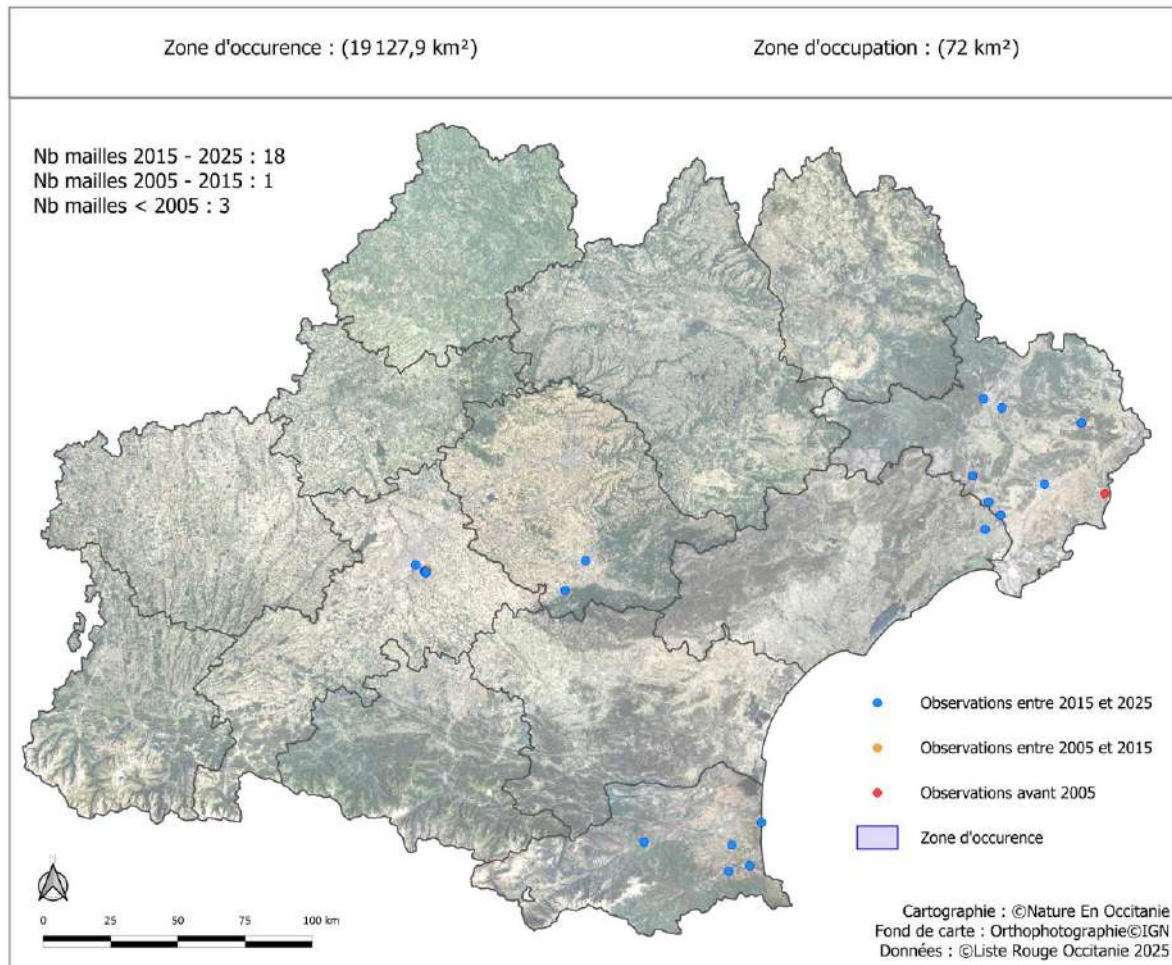 Zone d'occurence : (19 127,9 km²)
Zone d'occupation : (72 km²)
Nb mailles 2015 - 2025 : 18
Nb mailles 2005 - 2015 : 1
Nb mailles < 2005 : 3
Observations entre 2015 et 2025
Observations entre 2005 et 2015
Observations avant 2005
Zone d'occurence
N
0 25 50 75 100 km
Cartographie : ©Nature En Occitanie
Fond de carte : Orthophotographie©IGN
Données : ©Liste Rouge Occitanie 2025